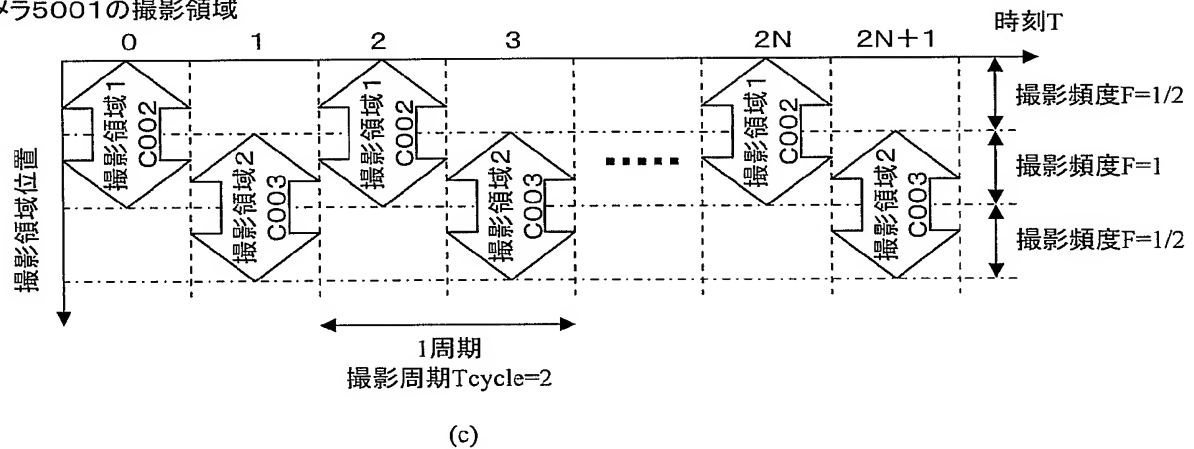 メラ5001の撮影領域
時刻T
0 1 2 3 2N 2N+1
撮影領域位置
撮影領域1
C002
撮影領域2
C003
撮影領域1
C002
撮影領域2
C003
撮影領域1
C002
撮影領域2
C003
撮影頻度F=1/2
撮影頻度F=1
撮影頻度F=1/2
1周期
撮影周期Tcycle=2
(c)